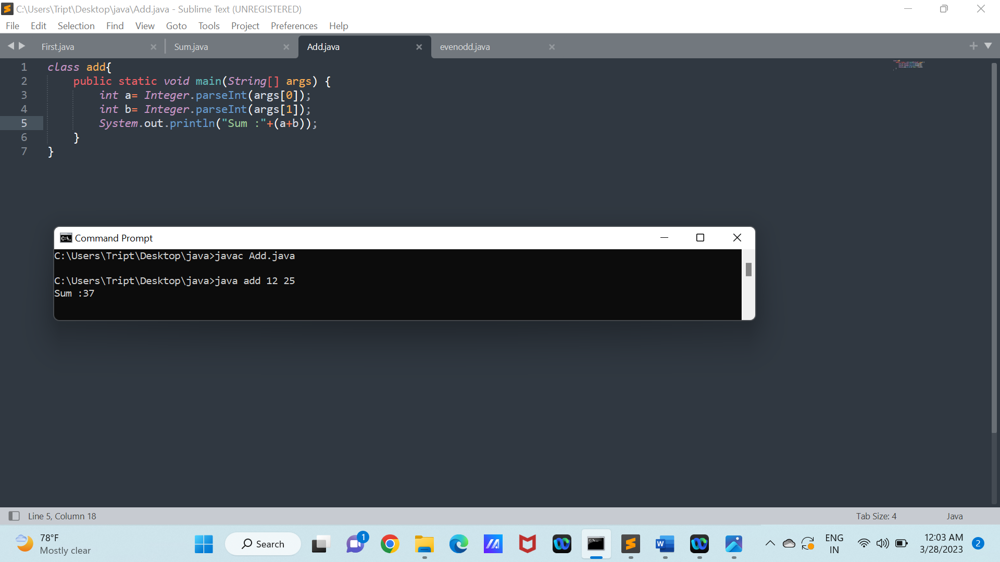 C:\Users\Tript\Desktop\java\Add.java - Sublime Text (UNREGISTERED)
File Edit Selection Find View Goto Tools Project Preferences Help
First.java Sum.java Add.java evenodd.java
1 class add{
2 public static void main(String[] args) {
3 int a= Integer.parseInt(args[0]);
4 int b= Integer.parseInt(args[1]);
5 System.out.println("Sum :"+(a+b));
6 }
7 }
Command Prompt
C:\Users\Tript\Desktop\java>javac Add.java
C:\Users\Tript\Desktop\java>java add 12 25
Sum :37
Line 5, Column 18 Tab Size: 4 Java
78°F
Mostly clear
Search
1
ENG
IN
12:03 AM
3/28/2023
2